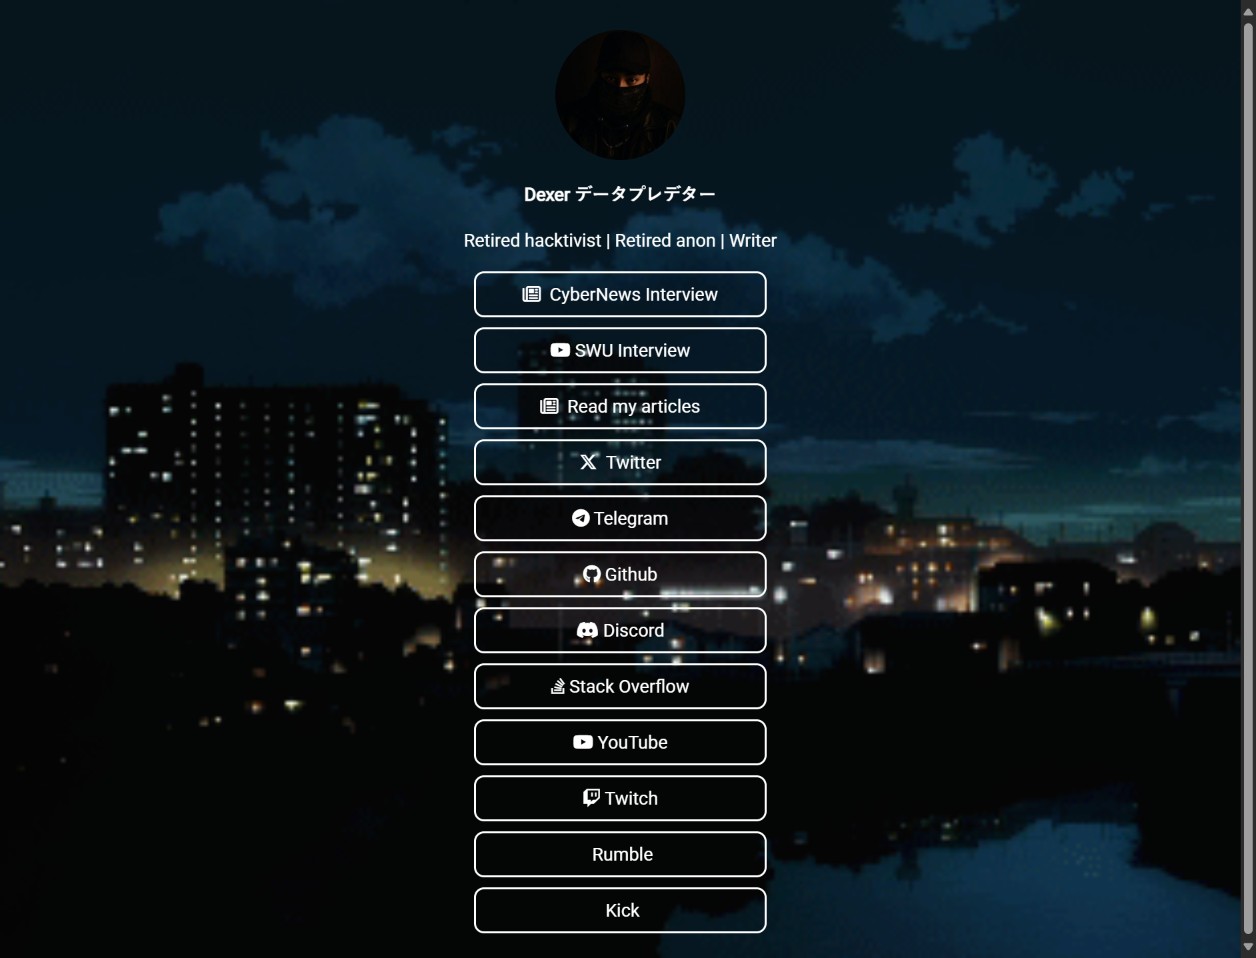 Dexer データプレデター
Retired hacktivist | Retired anon | Writer
CyberNews Interview
SWU Interview
Read my articles
Twitter
Telegram
Github
Discord
Stack Overflow
YouTube
Twitch
Rumble
Kick